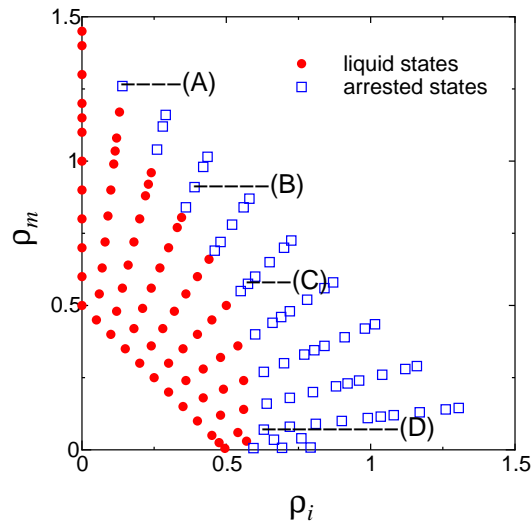 1.5
liquid states
arrested states
(A)
1
(B)
ρm
(C)
0.5
(D)
0
0
0.5
1
1.5
ρi